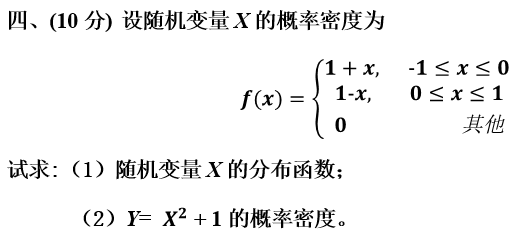 四、(10 分) 设随机变量 X 的概率密度为
f(x) = { 1 + x, -1 ≤ x ≤ 0
1-x, 0 ≤ x ≤ 1
0 其他
试求:（1）随机变量 X 的分布函数;
（2）Y= X² + 1 的概率密度。